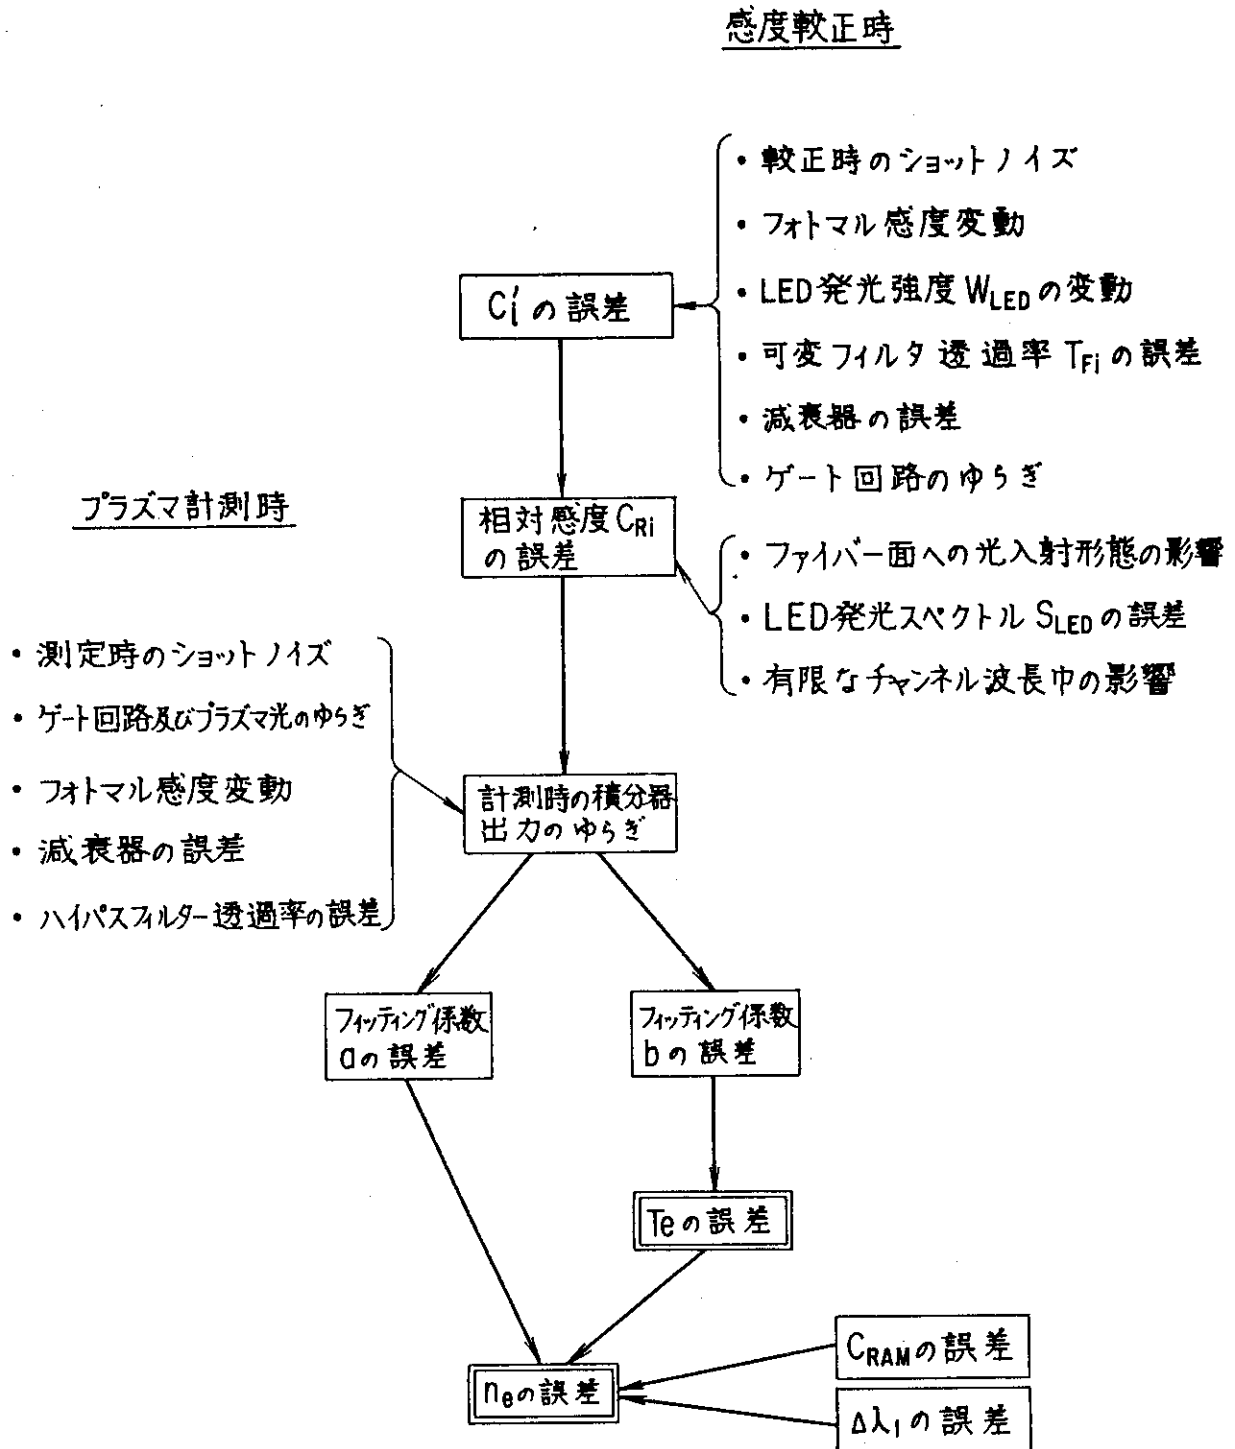 感度較正時
・較正時のショットノイズ
・フォトマル感度変動
・LED発光強度 WLEDの変動
・可変フィルタ透過率 TFiの誤差
・減衰器の誤差
・ゲート回路のゆらぎ
Ci'の誤差
相対感度CRi
の誤差
・ファイバー面への光入射形態の影響
・LED発光スペクトル SLEDの誤差
・有限なチャンネル波長巾の影響
プラズマ計測時
・測定時のショットノイズ
・ゲート回路及びプラズマ光のゆらぎ
・フォトマル感度変動
・減衰器の誤差
・ハイパスフィルター透過率の誤差
計測時の積分器
出力のゆらぎ
フィッティング係数
aの誤差
フィッティング係数
bの誤差
Teの誤差
neの誤差
CRAMの誤差
Δλ1の誤差